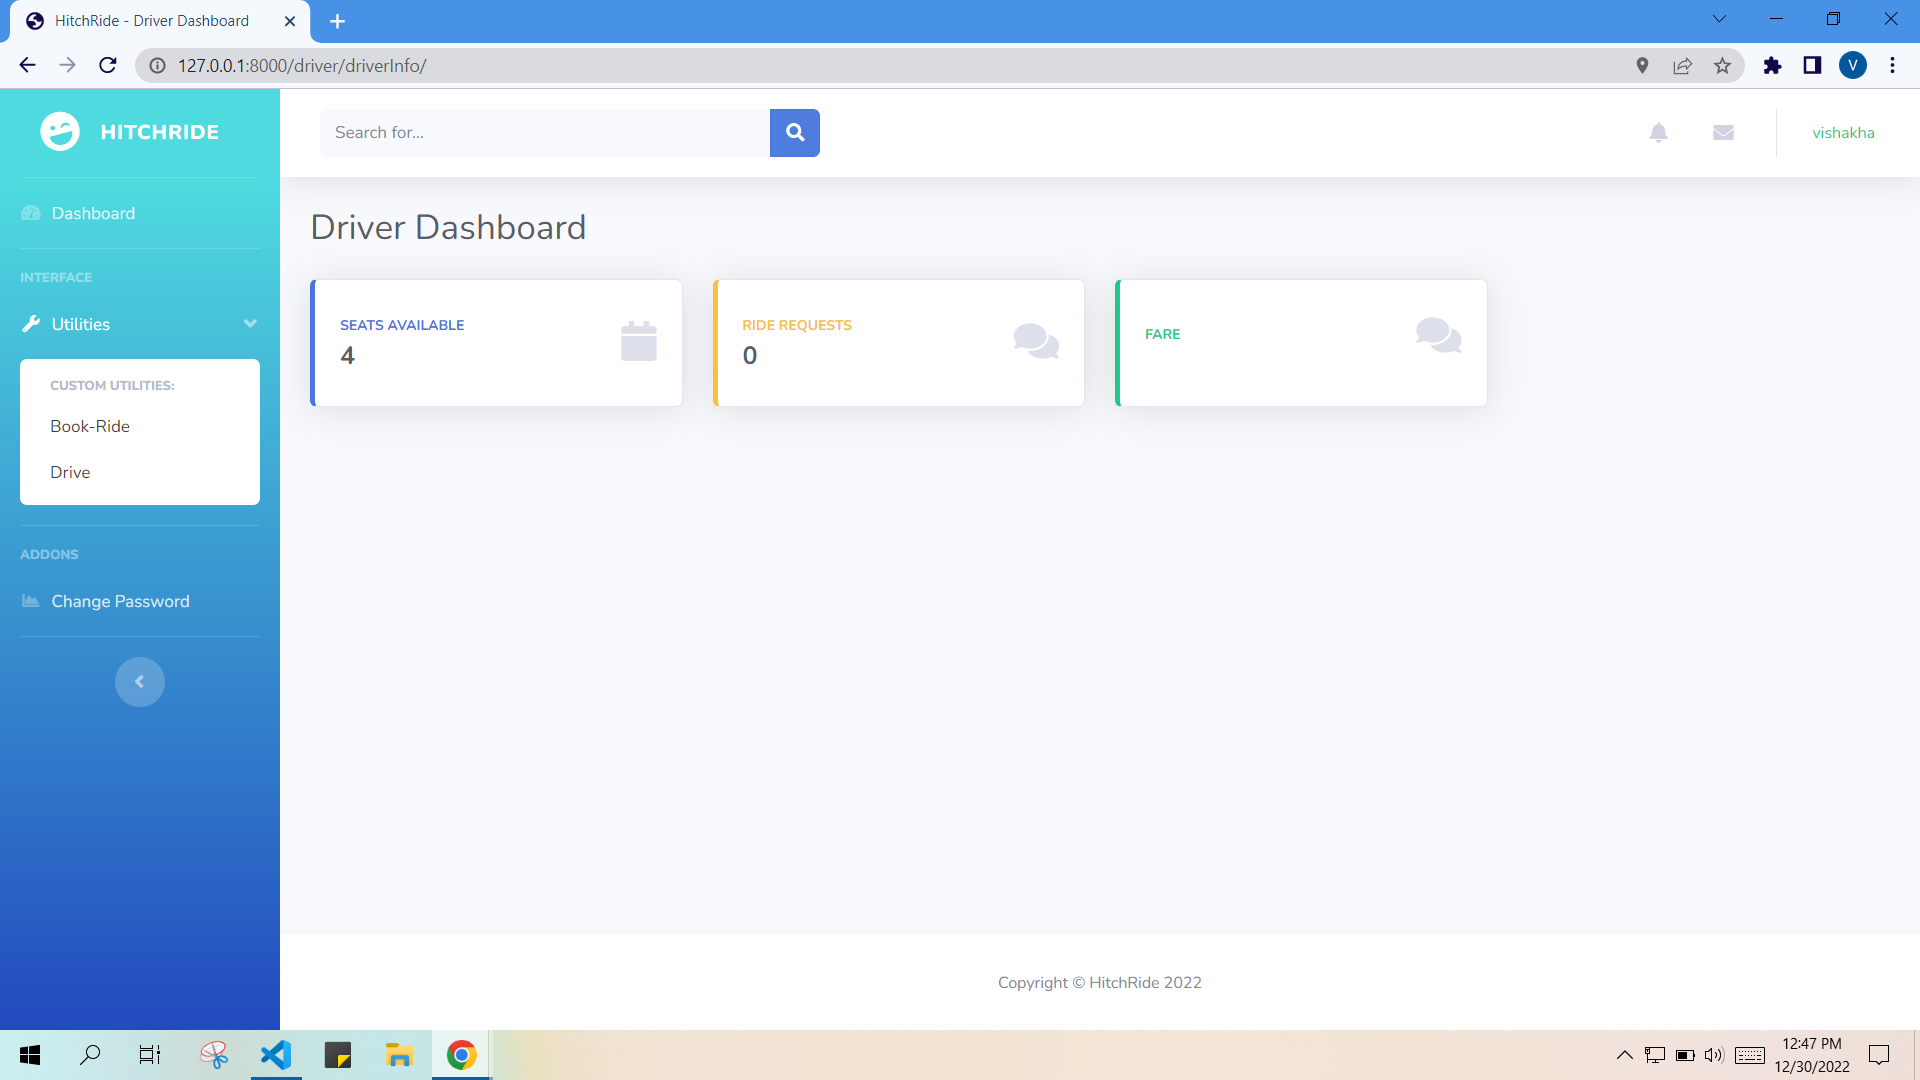 HitchRide - Driver Dashboard
127.0.0.1:8000/driver/driverInfo/
V
HITCHRIDE
Search for...
vishakha
Dashboard
INTERFACE
Utilities
CUSTOM UTILITIES:
Book-Ride
Drive
ADDONS
Change Password
Driver Dashboard
SEATS AVAILABLE
4
RIDE REQUESTS
0
FARE
Copyright © HitchRide 2022
12:47 PM
12/30/2022